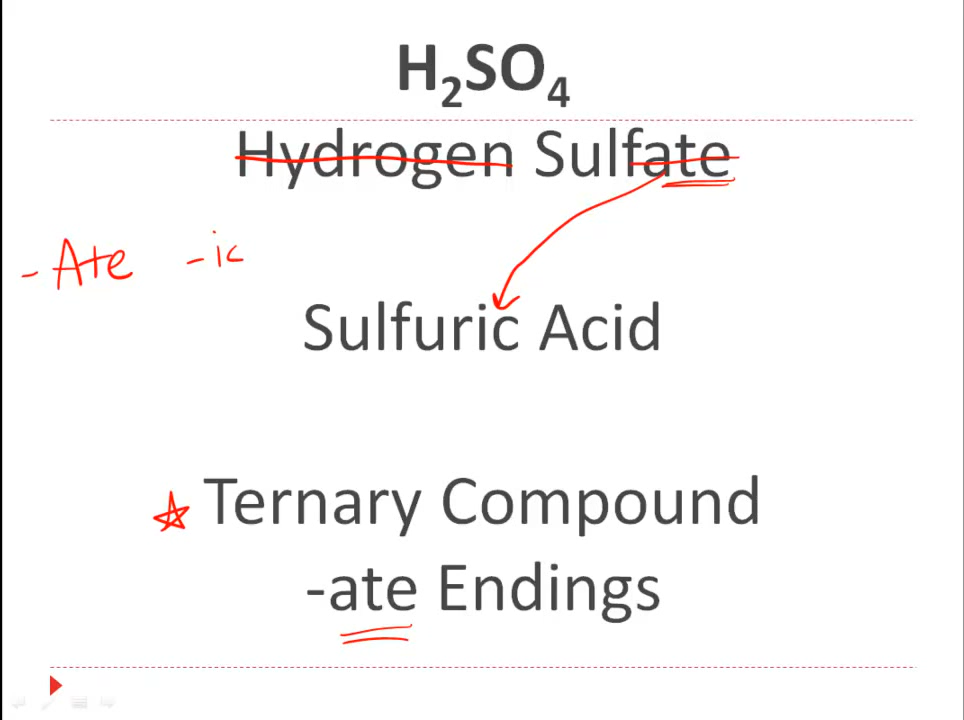 H₂SO₄
Hydrogen Sulfate
-Ate -ic
Sulfuric Acid
Ternary Compound
-ate Endings